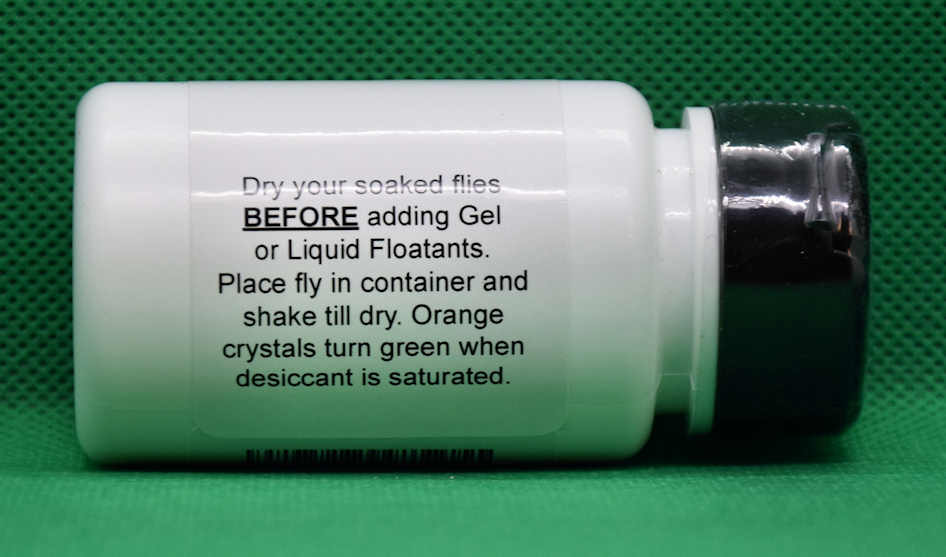 Dry your soaked flies
BEFORE adding Gel
or Liquid Floatants.
Place fly in container and
shake till dry. Orange
crystals turn green when
desiccant is saturated.